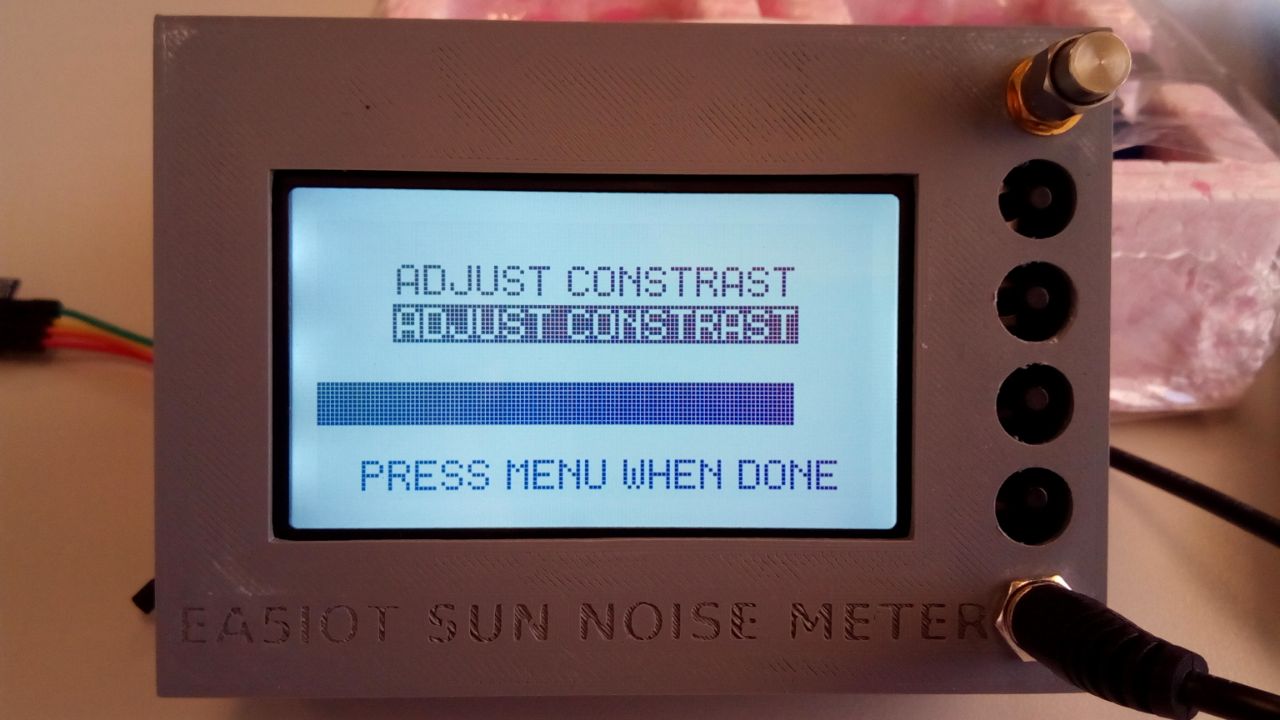 ADJUST CONSTRAST
ADJUST CONSTRAST
PRESS MENU WHEN DONE
EA5IOT SUN NOISE METER